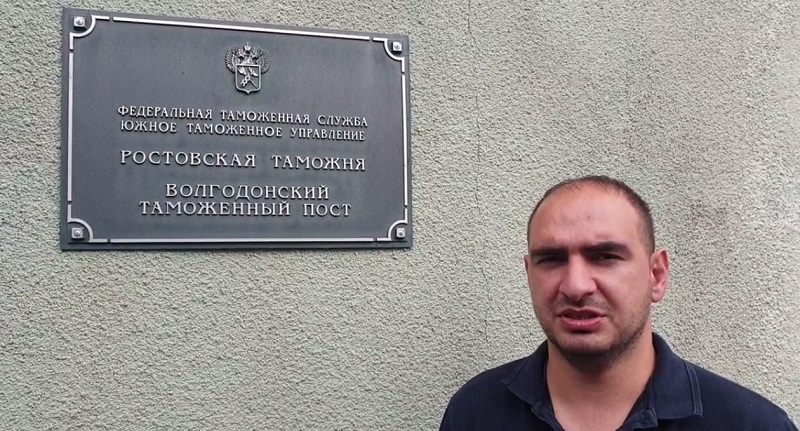 ФЕДЕРАЛЬНАЯ ТАМОЖЕННАЯ СЛУЖБА
ЮЖНОЕ ТАМОЖЕННОЕ УПРАВЛЕНИЕ
РОСТОВСКАЯ ТАМОЖНЯ
ВОЛГОДОНСКИЙ
ТАМОЖЕННЫЙ ПОСТ